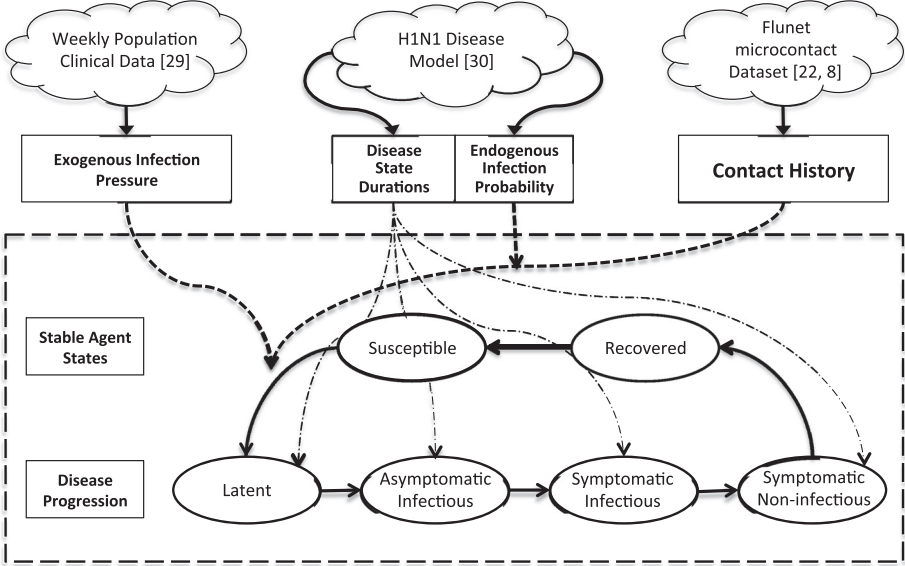 Weekly Population
Clinical Data [29]
H1N1 Disease
Model [30]
Flunet
microcontact
Dataset [22, 8]
Exogenous Infection
Pressure
Disease
State
Durations
Endogenous
Infection
Probability
Contact History
Stable Agent
States
Susceptible
Recovered
Disease
Progression
Latent
Asymptomatic
Infectious
Symptomatic
Infectious
Symptomatic
Non-infectious